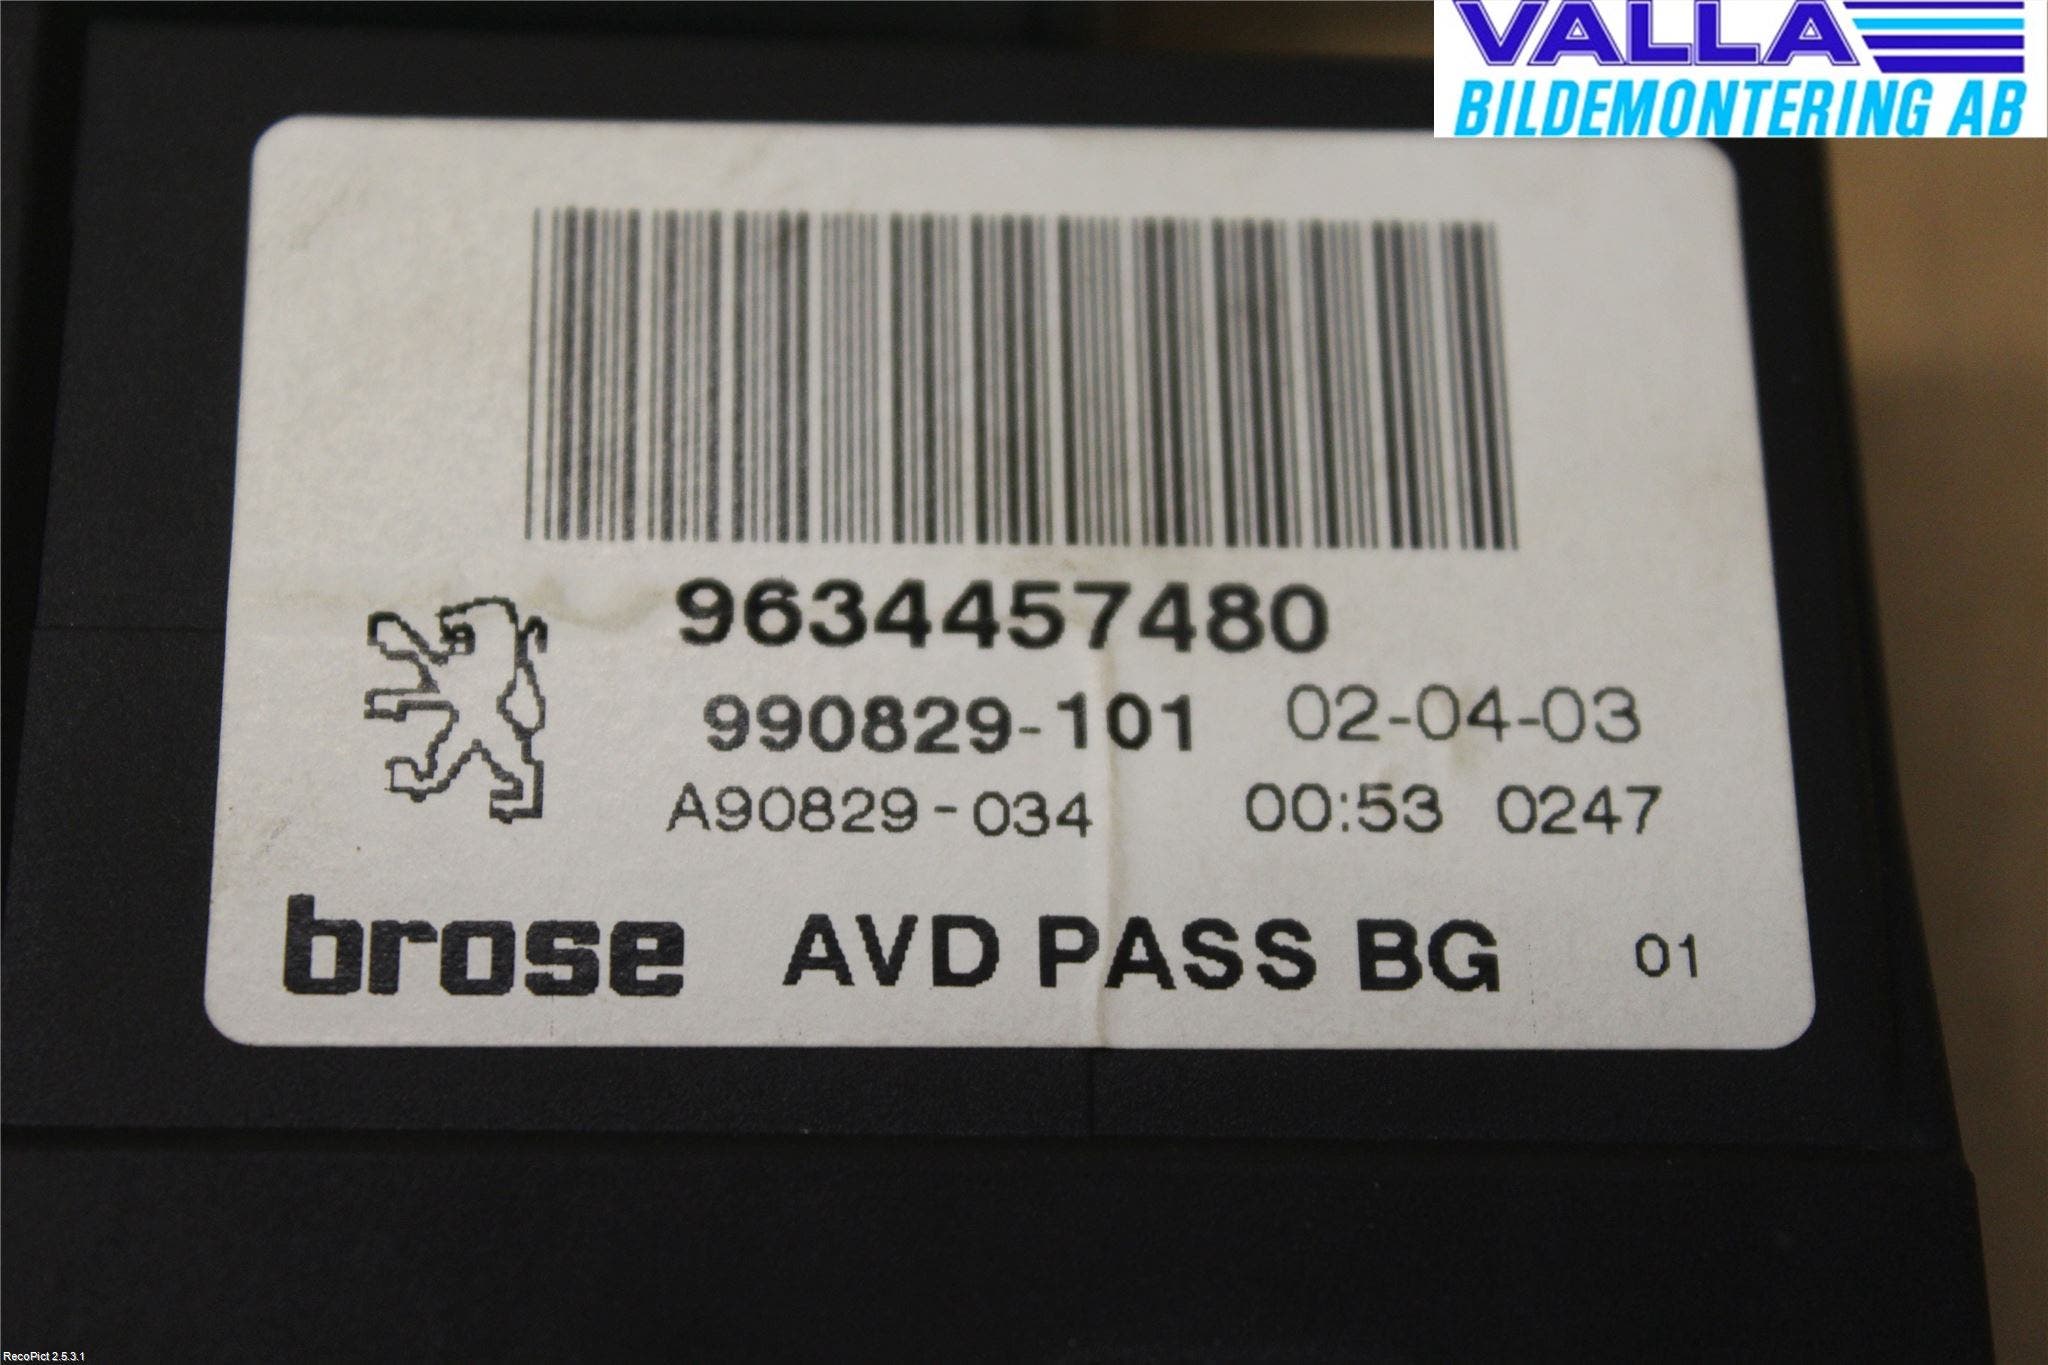 VALLA
BILDEMONTERING AB
9634457480
990829-101 02-04-03
A90829-034 00:53 0247
brose AVD PASS BG 01
RecoPict 2.5.3.1